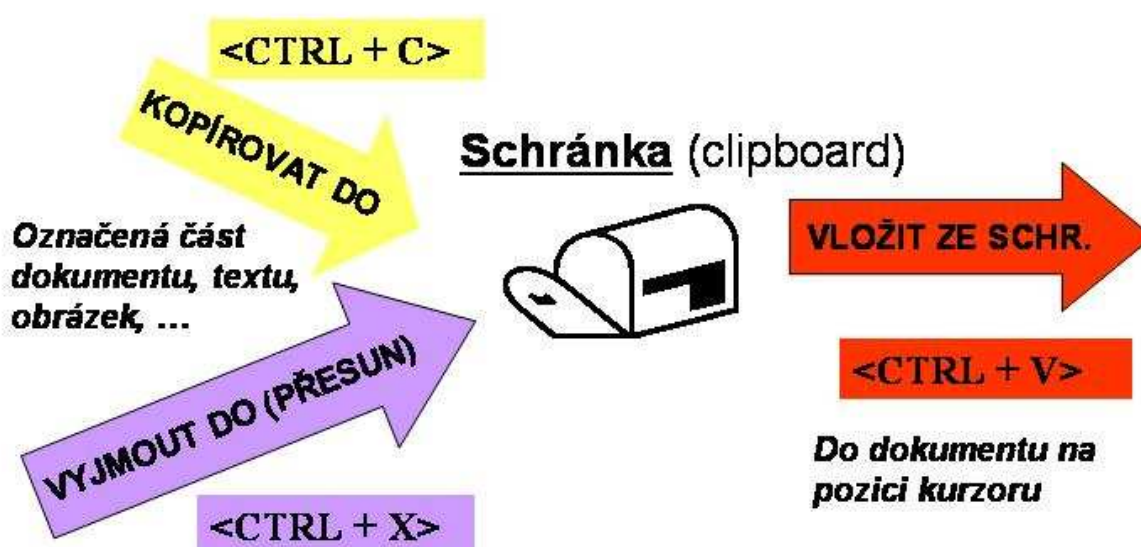 <CTRL + C>
KOPÍROVAT DO
Schránka (clipboard)
Označená část
dokumentu, textu,
obrázek, ...
VLOŽIT ZE SCHR.
VYJMOUT DO (PŘESUN)
<CTRL + V>
Do dokumentu na
pozici kurzoru
<CTRL + X>